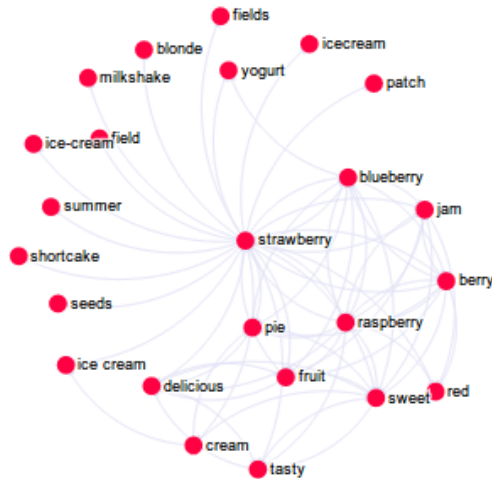 fields
icecream
blonde
yogurt
milkshake
patch
field
ice-cream
blueberry
summer
jam
strawberry
shortcake
berry
seeds
pie
raspberry
ice cream
delicious
fruit
sweet
red
cream
tasty